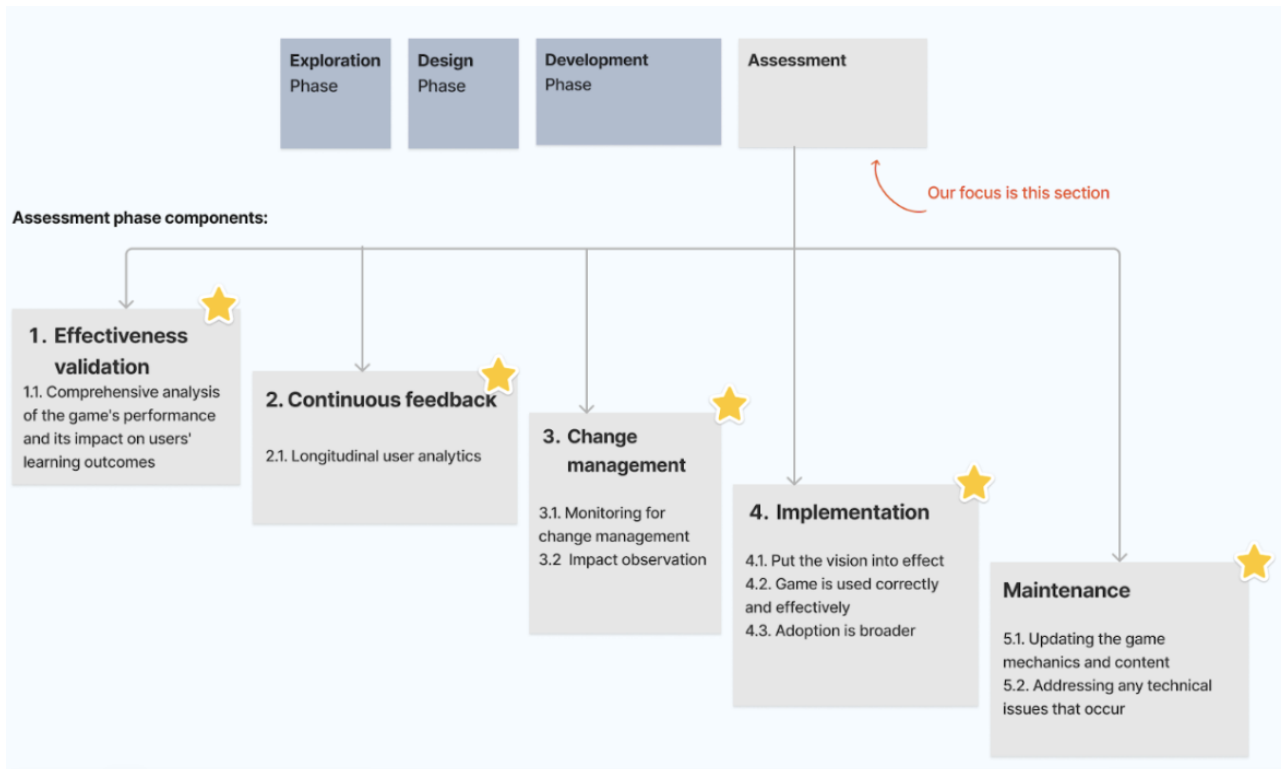 Exploration
Phase
Design
Phase
Development
Phase
Assessment
Our focus is this section
Assessment phase components:
1. Effectiveness
validation
1.1. Comprehensive analysis
of the game's performance
and its impact on users'
learning outcomes
2. Continuous feedback
2.1. Longitudinal user analytics
3. Change
management
3.1. Monitoring for
change management
3.2 Impact observation
4. Implementation
4.1. Put the vision into effect
4.2. Game is used correctly
and effectively
4.3. Adoption is broader
Maintenance
5.1. Updating the game
mechanics and content
5.2. Addressing any technical
issues that occur